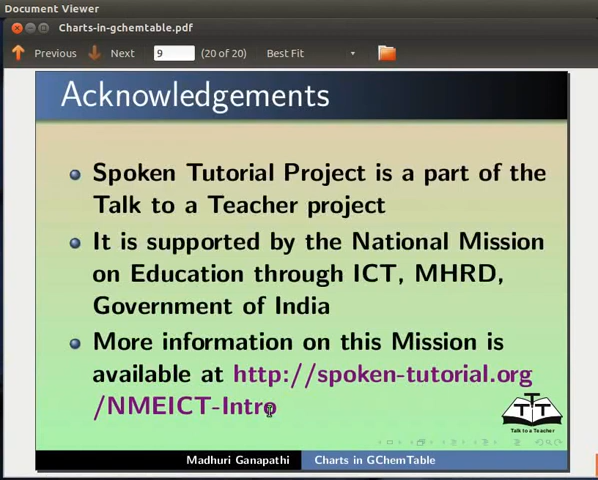 Document Viewer
Charts-in-gchemtable.pdf
Previous Next 9 (20 of 20) Best Fit
Acknowledgements
Spoken Tutorial Project is a part of the
Talk to a Teacher project
It is supported by the National Mission
on Education through ICT, MHRD,
Government of India
More information on this Mission is
available at http://spoken-tutorial.org
/NMEICT-Intro
Talk to a Teacher
Madhuri Ganapathi Charts in GChemTable